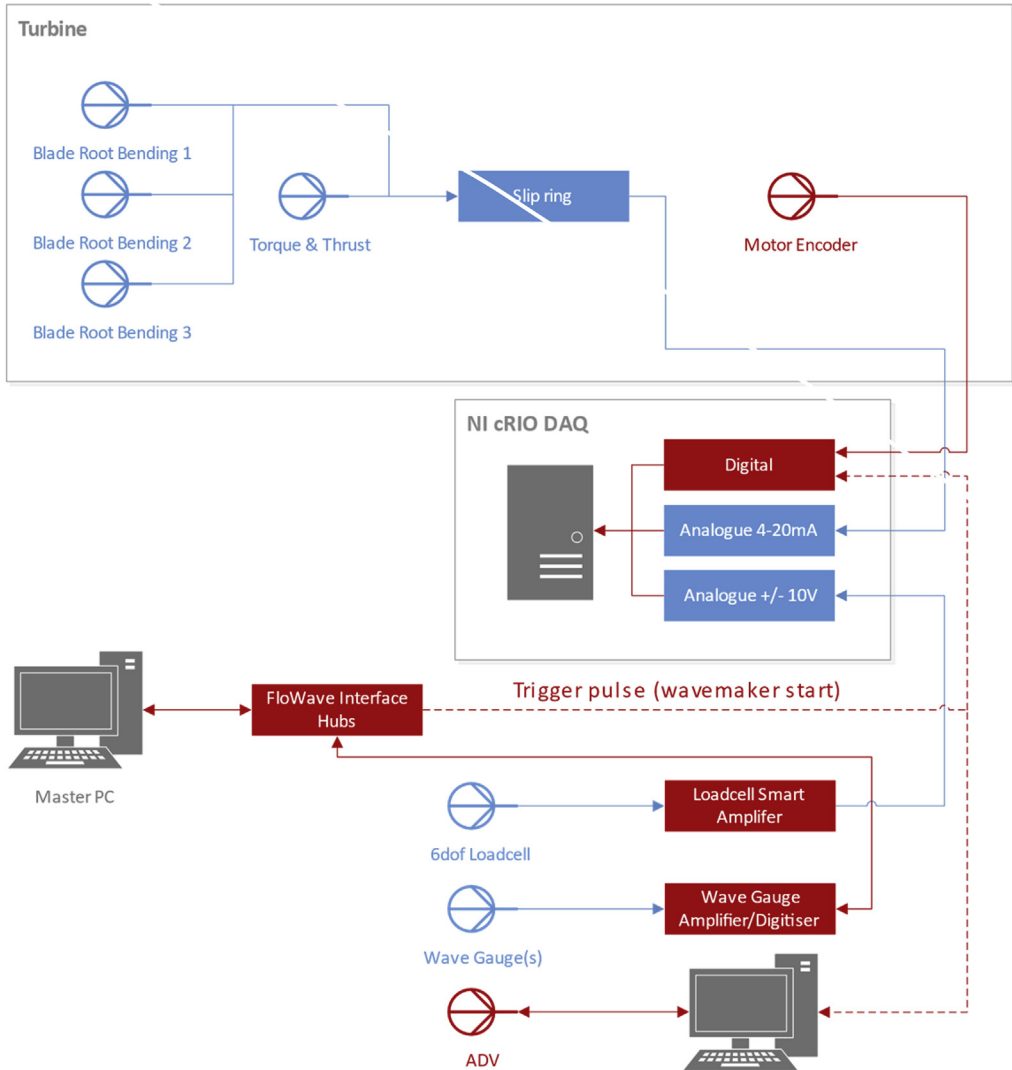 Turbine
Blade Root Bending 1
Blade Root Bending 2
Torque & Thrust
Slip ring
Motor Encoder
Blade Root Bending 3
NI cRIO DAQ
Digital
Analogue 4-20mA
Analogue +/- 10V
FloWave Interface
Hubs
Trigger pulse (wavemaker start)
Master PC
Loadcell Smart
Amplifer
6dof Loadcell
Wave Gauge
Amplifier/Digitiser
Wave Gauge(s)
ADV